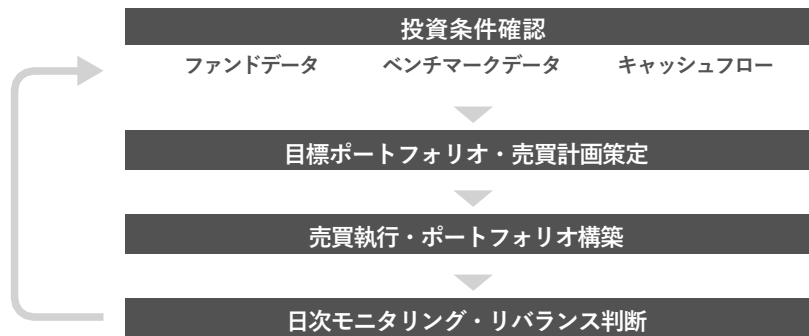 投資条件確認
ファンドデータ ベンチマークデータ キャッシュフロー
目標ポートフォリオ・売買計画策定
売買執行・ポートフォリオ構築
日次モニタリング・リバランス判断